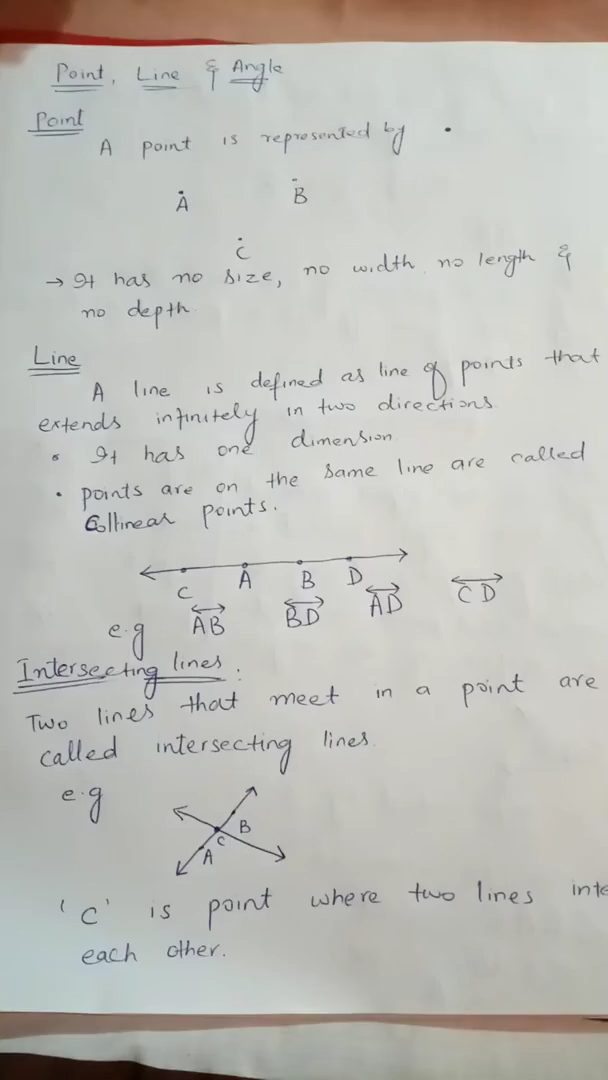 Point, Line & Angle
Point
A point is represented by •
A B
C
→ It has no size, no width no length &
no depth.
Line
A line is defined as line of points that
extends infinitely in two directions.
• It has one dimension.
• points are on the same line are called
Collinear points.
C A B D
e.g AB BD AD CD
Intersecting lines:
Two lines that meet in a point are
called intersecting lines.
e.g
B
C
A
'C' is point where two lines inte
each other.